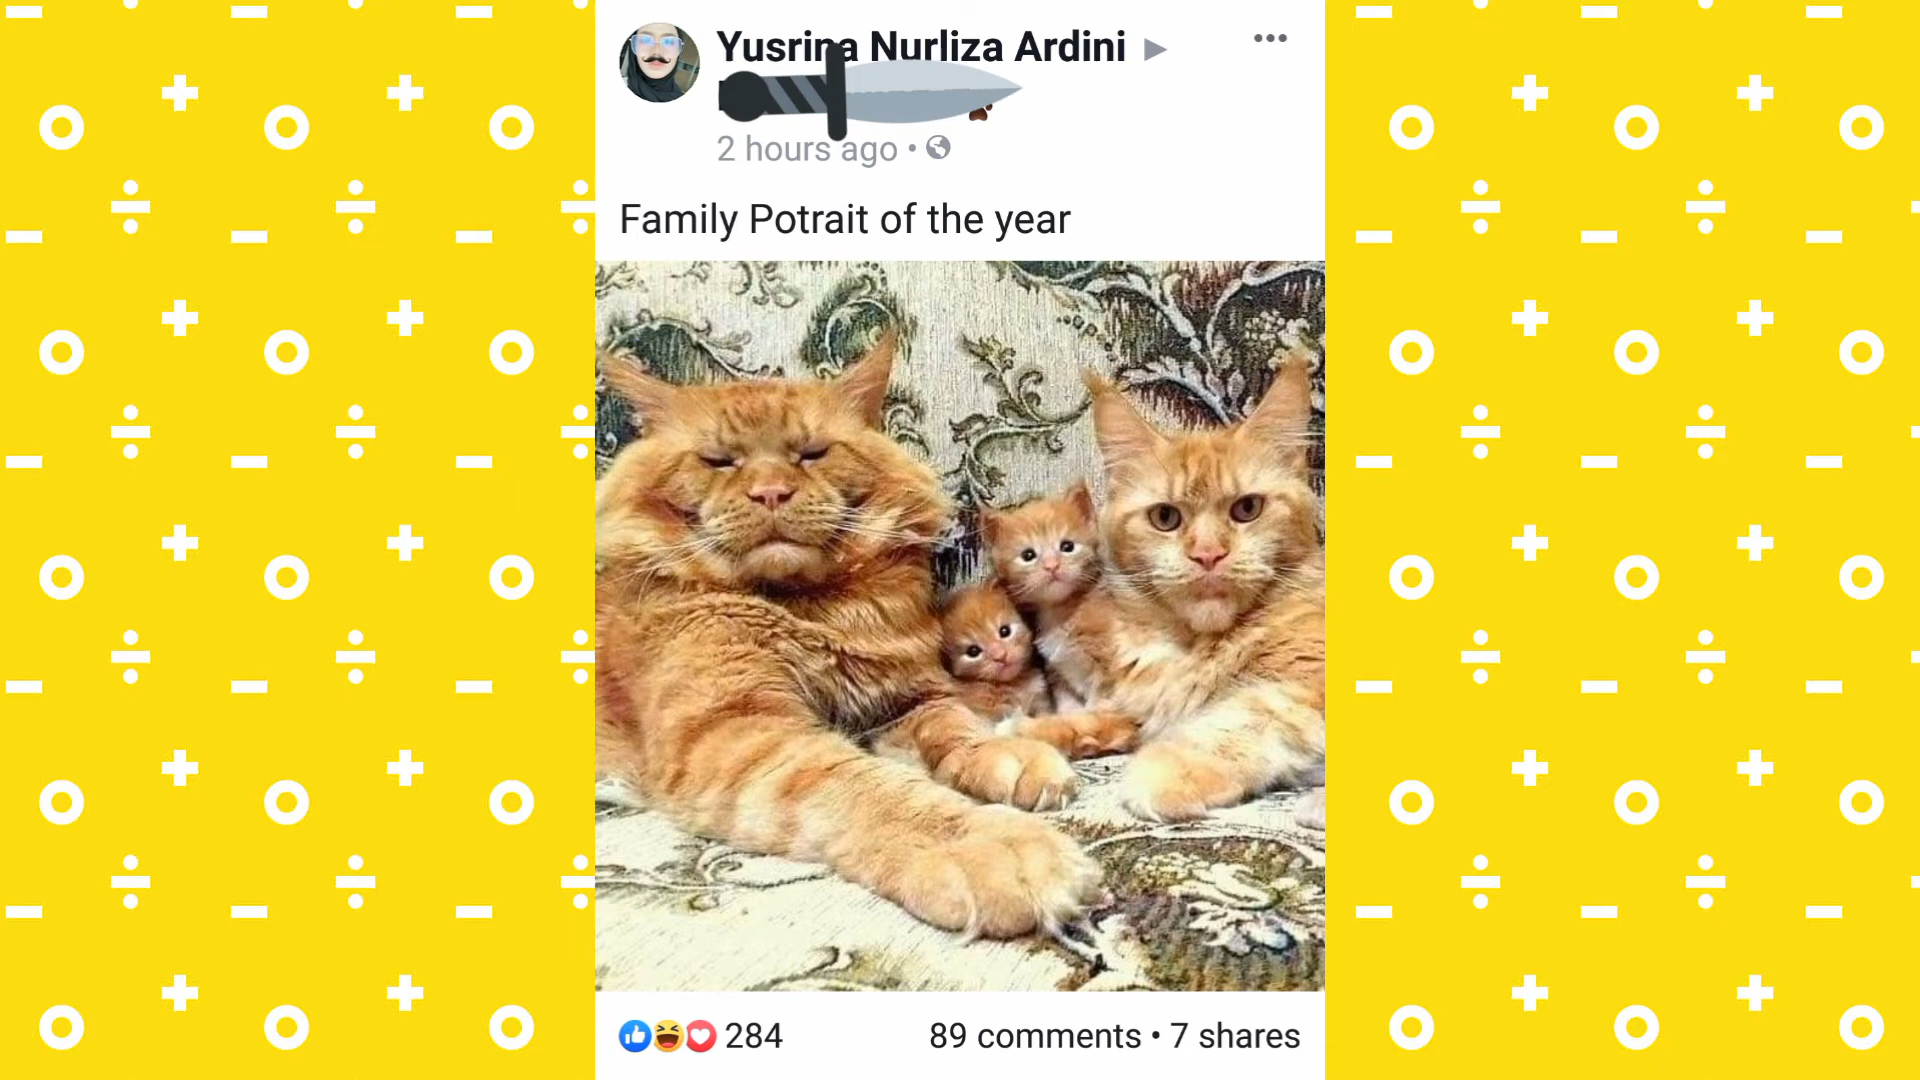 Yusrina Nurliza Ardini
2 hours ago
Family Potrait of the year
284
89 comments • 7 shares